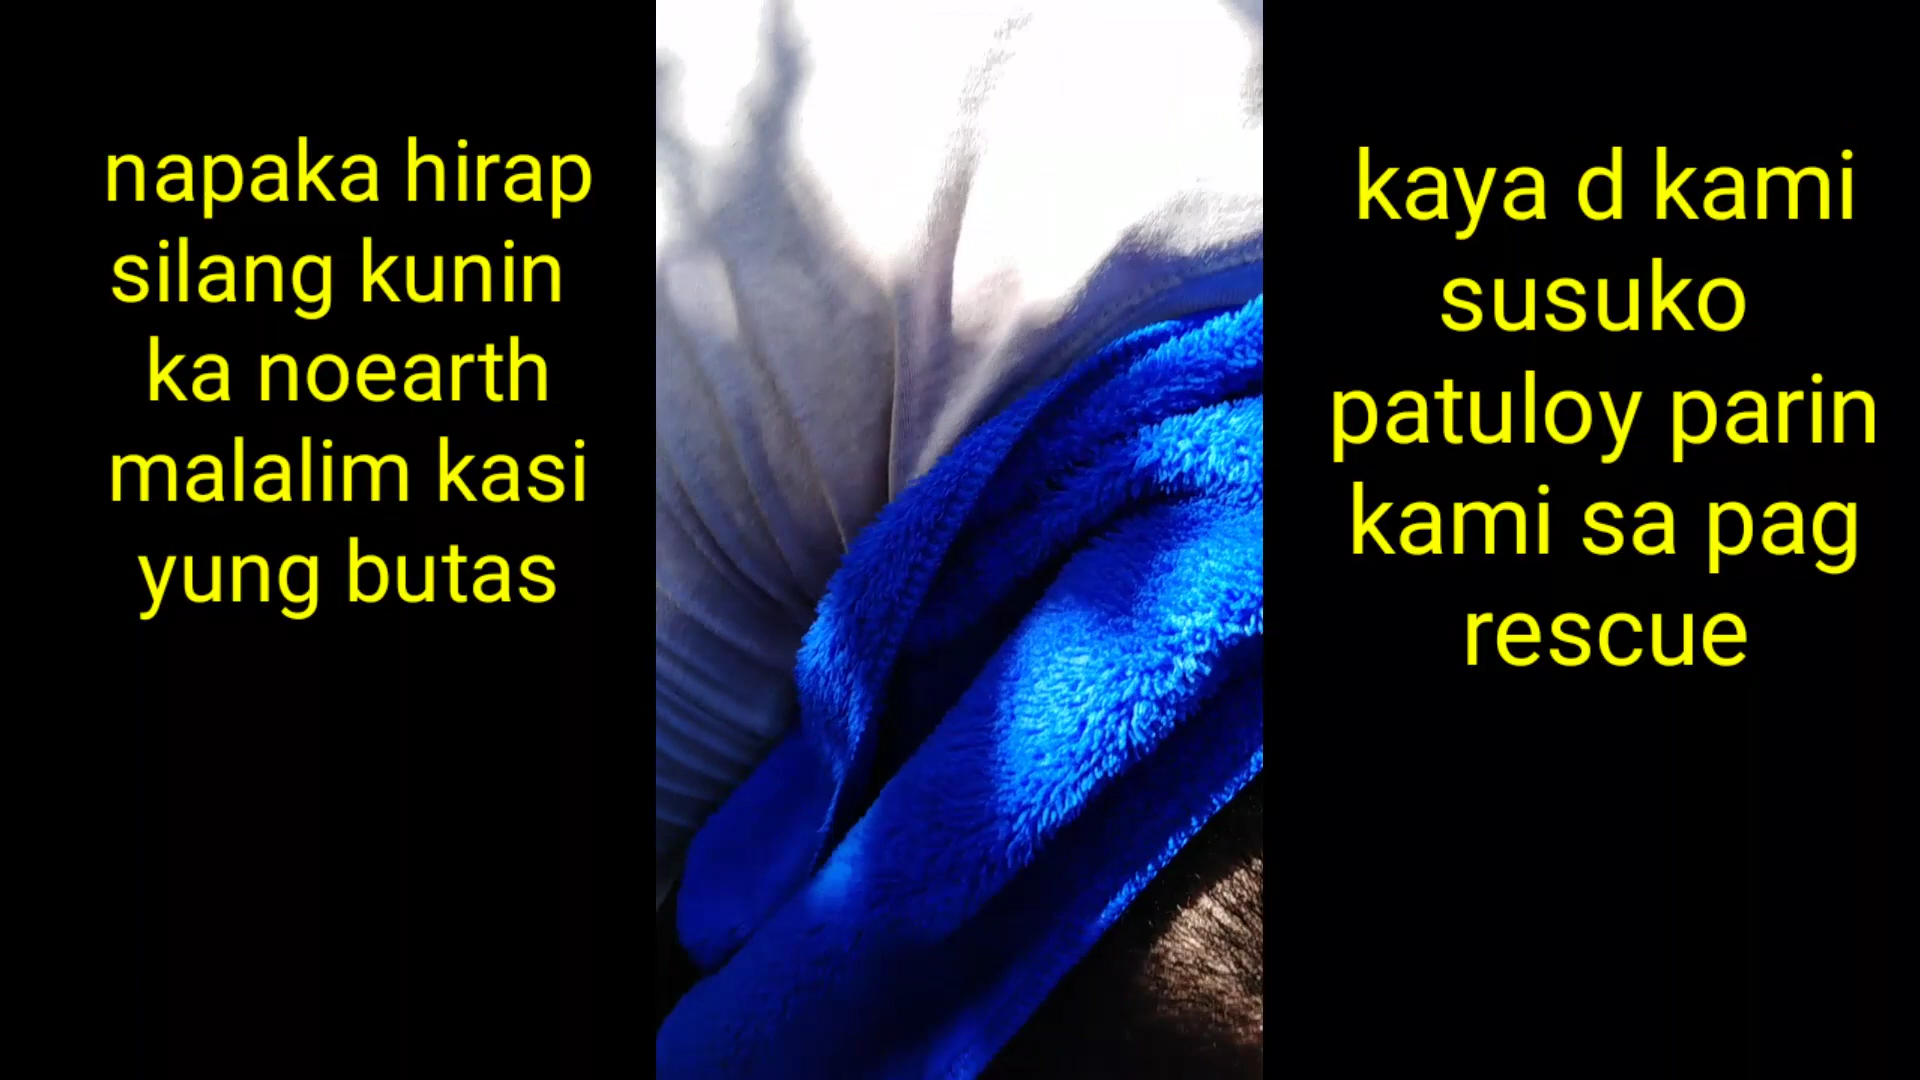 napaka hirap
silang kunin
ka noearth
malalim kasi
yung butas
kaya d kami
susuko
patuloy parin
kami sa pag
rescue